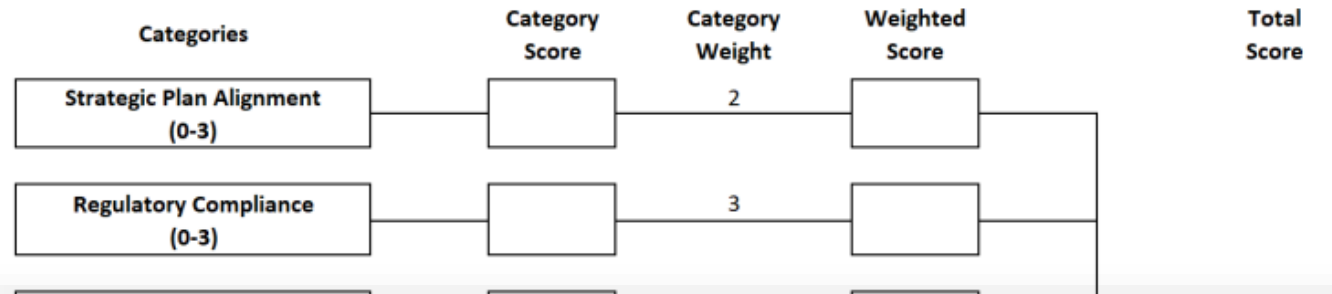 Categories
Category Score
Category Weight
Weighted Score
Total Score
Strategic Plan Alignment
(0-3)
2
Regulatory Compliance
(0-3)
3